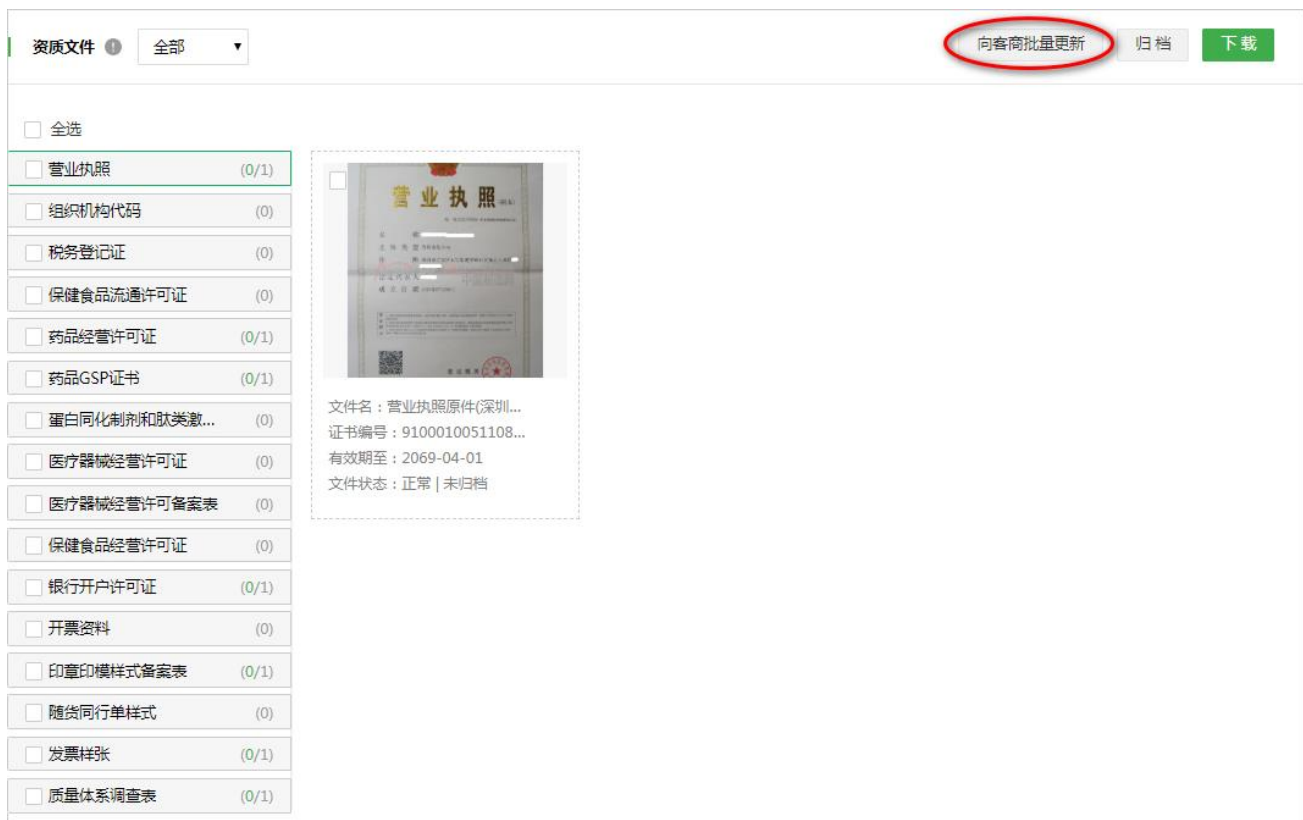 资质文件 全部 向客商批量更新 归档 下载
全选
营业执照 (0/1)
组织机构代码 (0)
税务登记证 (0)
保健食品流通许可证 (0)
药品经营许可证 (0/1)
药品GSP证书 (0/1)
蛋白同化制剂和肽类激... (0)
医疗器械经营许可证 (0)
医疗器械经营许可备案表 (0)
保健食品经营许可证 (0)
银行开户许可证 (0/1)
开票资料 (0)
印章印模样式备案表 (0/1)
随货同行单样式 (0)
发票样张 (0/1)
质量体系调查表 (0/1)
营业执照
文件名：营业执照原件(深圳...
证书编号：9100010051108...
有效期至：2069-04-01
文件状态：正常 | 未归档